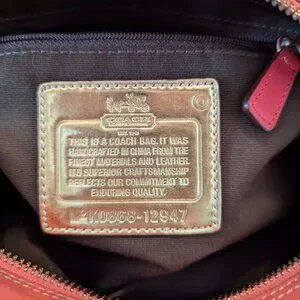 COACH
THIS IS A COACH BAG. IT WAS
HANDCRAFTED IN CHINA FROM THE
FINEST MATERIALS AND LEATHER.
ITS SUPERIOR CRAFTSMANSHIP
REFLECTS OUR COMMITMENT TO
ENDURING QUALITY.
KD868-12947